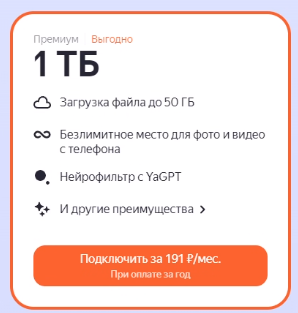 Премиум Выгодно
1 ТБ
Загрузка файла до 50 ГБ
Безлимитное место для фото и видео
с телефона
Нейрофильтр с YaGPT
И другие преимущества
Подключить за 191 ₽/мес.
При оплате за год